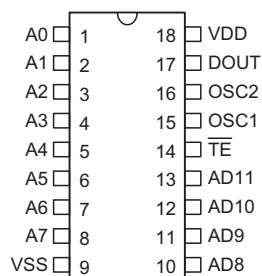 A0 1 18 VDD
A1 2 17 DOUT
A2 3 16 OSC2
A3 4 15 OSC1
A4 5 14 T̅E̅
A5 6 13 AD11
A6 7 12 AD10
A7 8 11 AD9
VSS 9 10 AD8